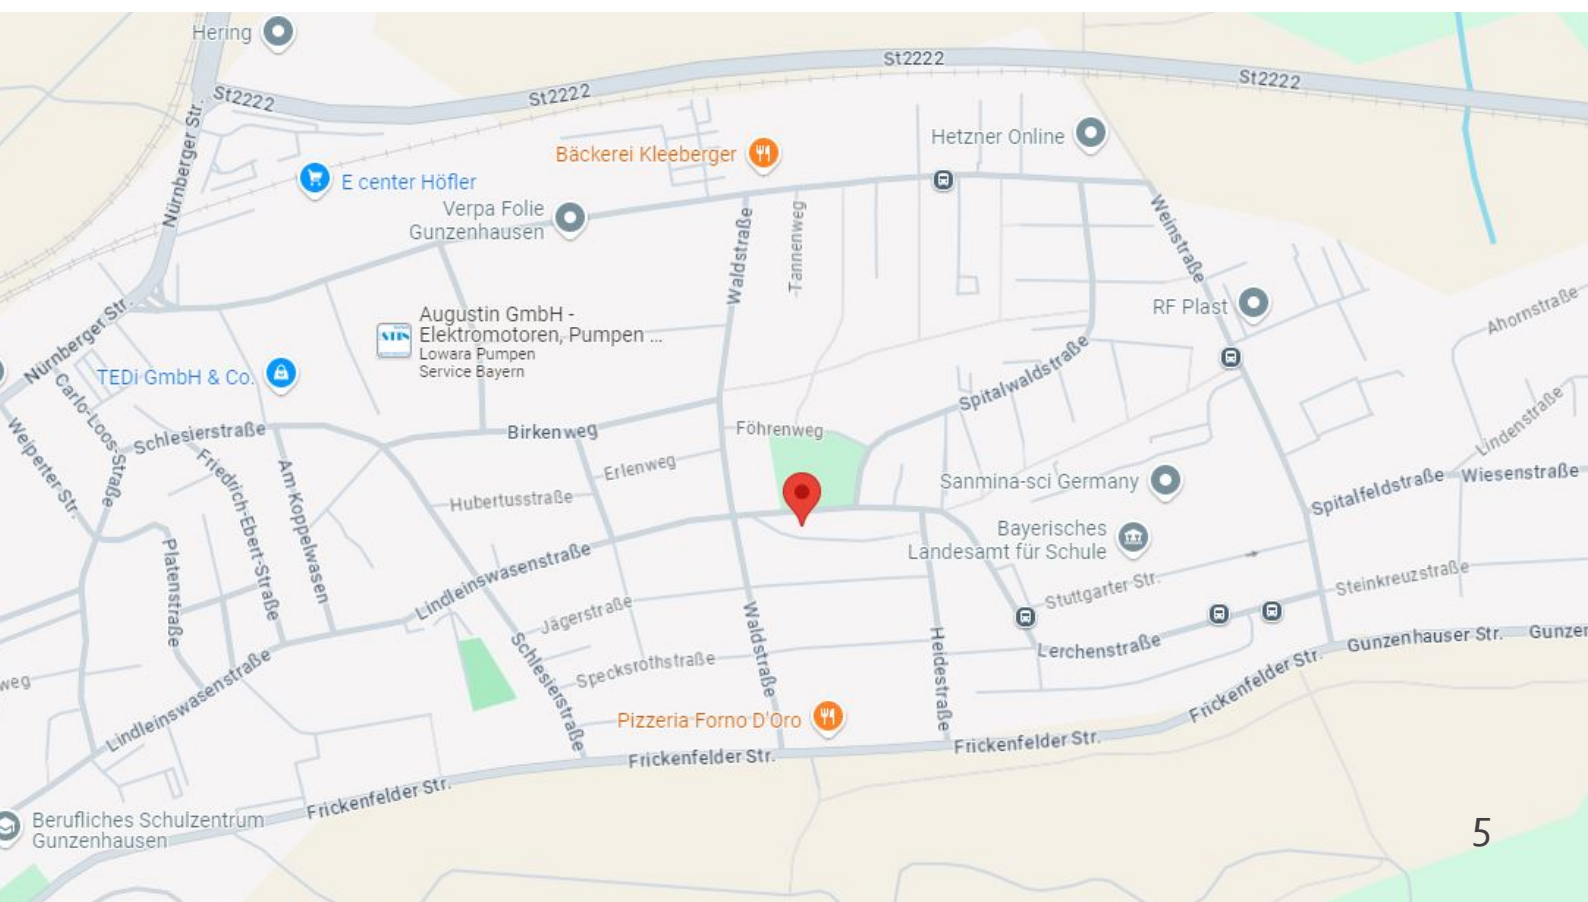 Hering
St2222
St2222
St2222
St2222
Nürnberger Str.
Hetzner Online
Bäckerei Kleeberger
E center Höfler
Verpa Folie
Gunzenhausen
Waldstraße
Tannenweg
Weinstraße
RF Plast
Ahornstraße
Augustin GmbH -
Elektromotoren, Pumpen ...
Lowara Pumpen
Service Bayern
Nürnberger Str.
TEDi GmbH & Co.
Carlo-Loos-Straße
Spitalwaldstraße
Lindenstraße
Weiperter Str.
Schlesierstraße
Birkenweg
Föhrenweg
Friedrich-Ebert-Straße
Am Koppelwasen
Erlenweg
Hubertusstraße
Sanmina-sci Germany
Spitalfeldstraße
Wiesenstraße
Bayerisches
Landesamt für Schule
Platenstraße
Lindleinswasenstraße
Stuttgarter Str.
Steinkreuzstraße
Jägerstraße
Waldstraße
Heidestraße
Lerchenstraße
Gunzenhauser Str.
Gunzer
Schlesierstraße
Specksrothstraße
weg
Lindleinswasenstraße
Pizzeria Forno D'Oro
Frickenfelder Str.
Frickenfelder Str.
Frickenfelder Str.
Frickenfelder Str.
Berufliches Schulzentrum
Gunzenhausen
5